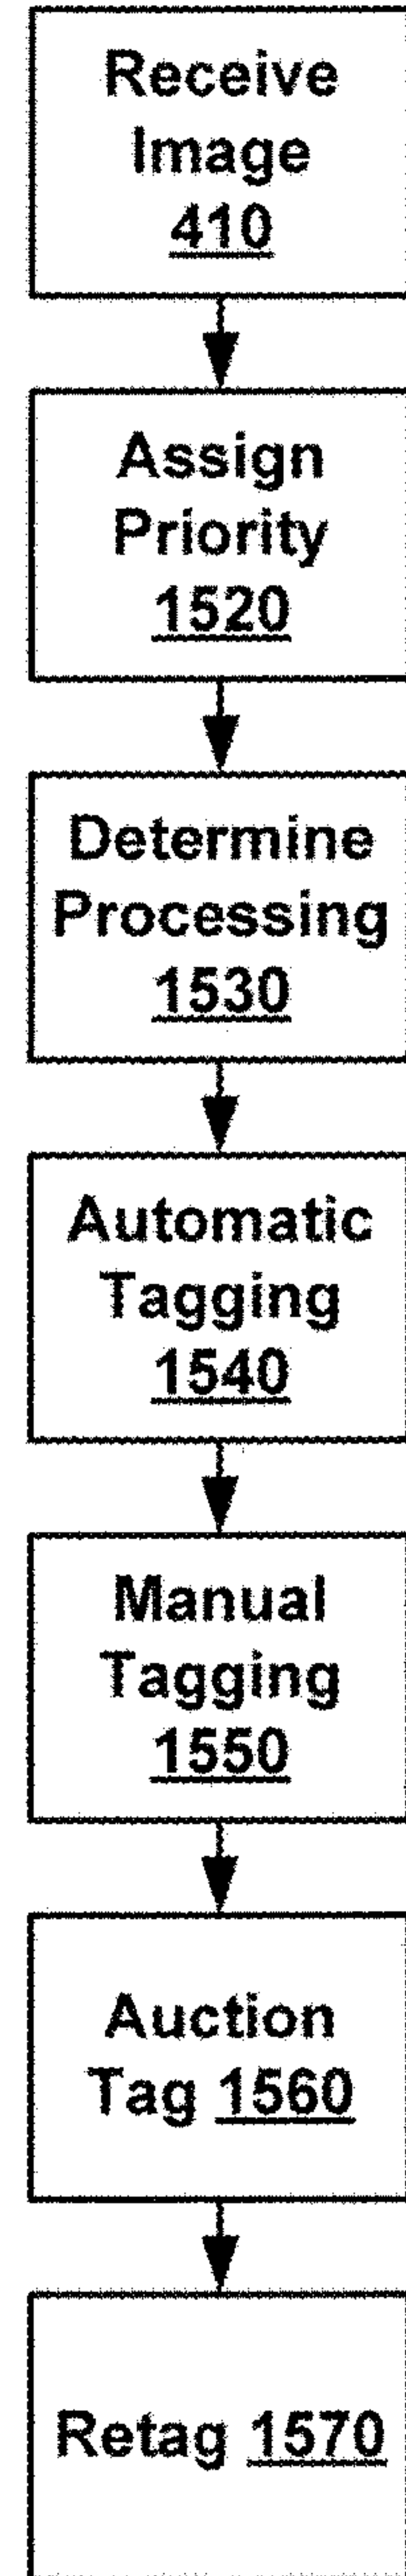 Receive
Image
410
Assign
Priority
1520
Determine
Processing
1530
Automatic
Tagging
1540
Manual
Tagging
1550
Auction
Tag 1560
Retag 1570